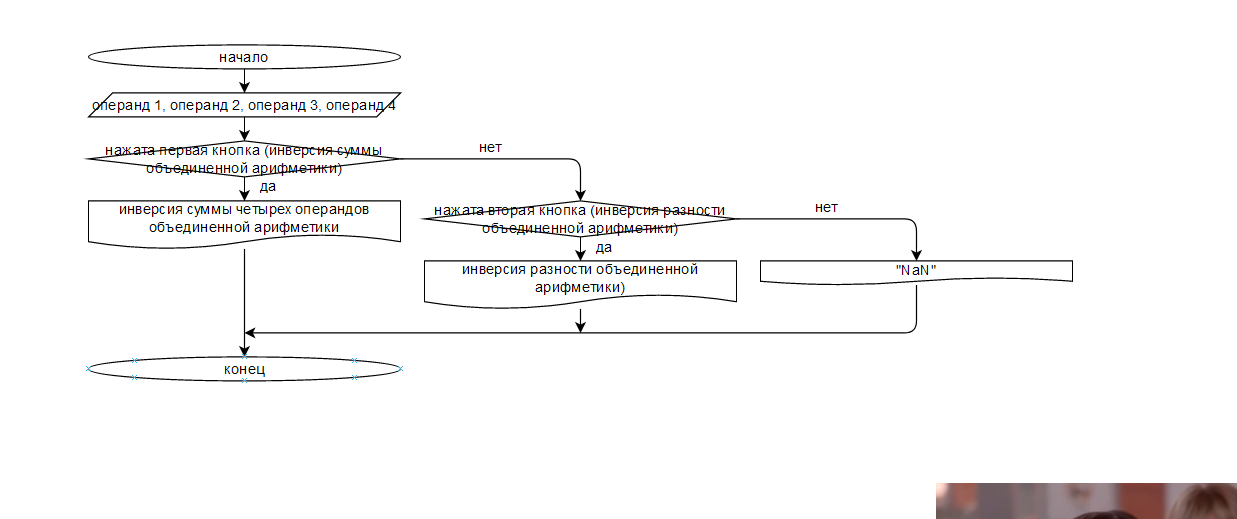 начало
операнд 1, операнд 2, операнд 3, операнд 4
нажата первая кнопка (инверсия суммы
объединенной арифметики)
нет
да
инверсия суммы четырех операндов
объединенной арифметики
нажата вторая кнопка (инверсия разности
объединенной арифметики)
нет
да
инверсия разности объединенной
арифметики)
"NaN"
конец